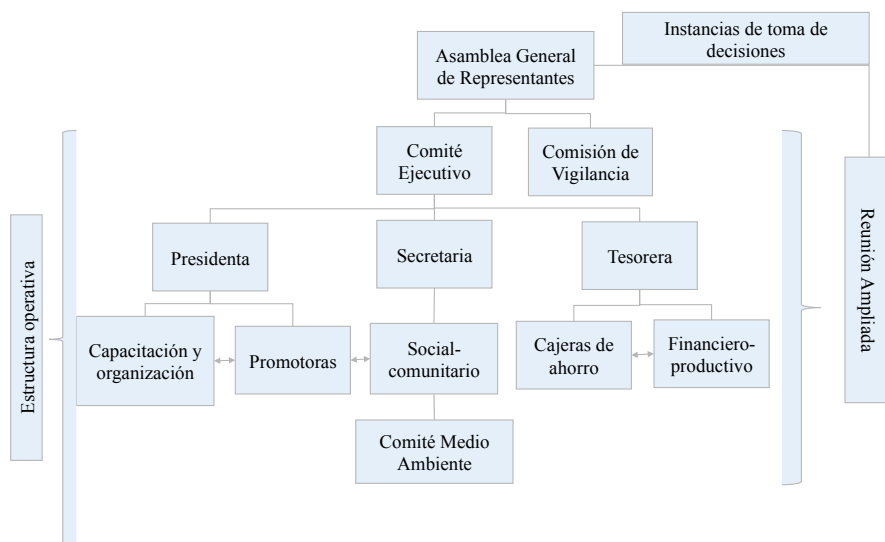 Instancias de toma de
decisiones
Asamblea General
de Representantes
Comité
Ejecutivo
Comisión de
Vigilancia
Estructura operativa
Presidenta
Secretaria
Tesorera
Reunión Ampliada
Capacitación y
organización
Promotoras
Social-
comunitario
Cajeras de
ahorro
Financiero-
productivo
Comité Medio
Ambiente